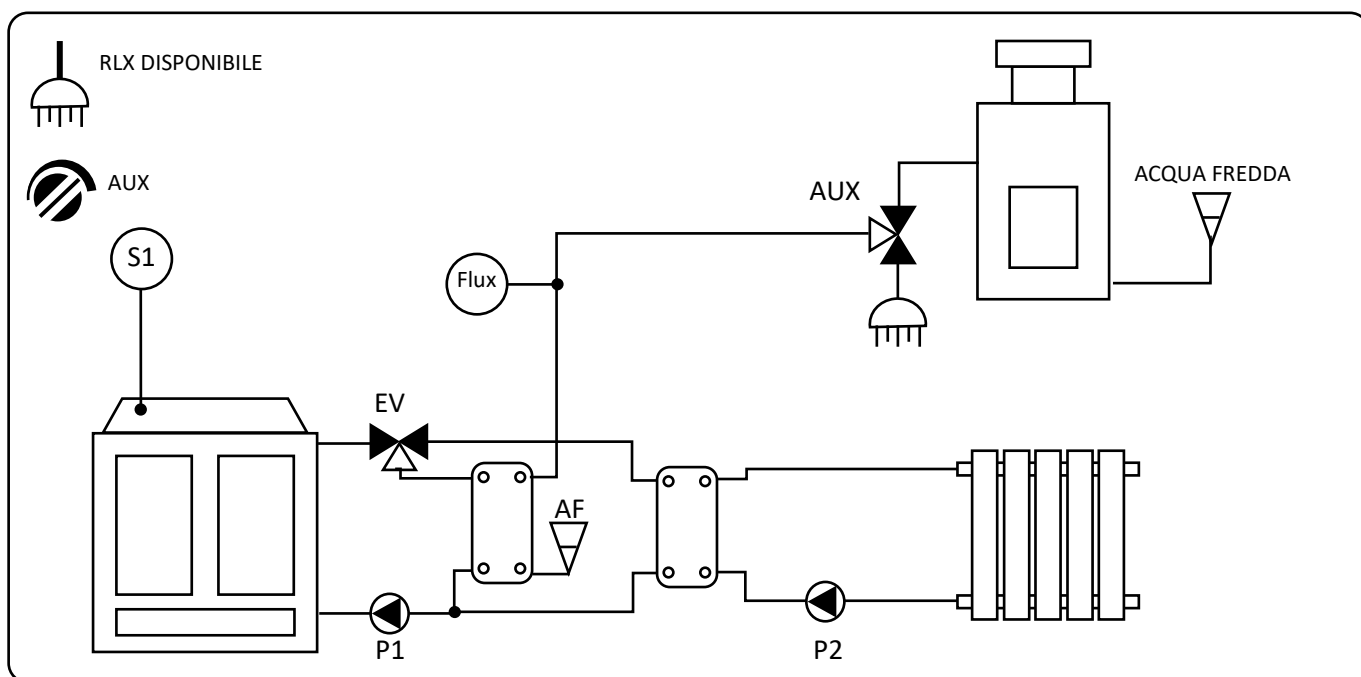 RLX DISPONIBILE
AUX
S1
Flux
AUX
ACQUA FREDDA
EV
AF
P1
P2